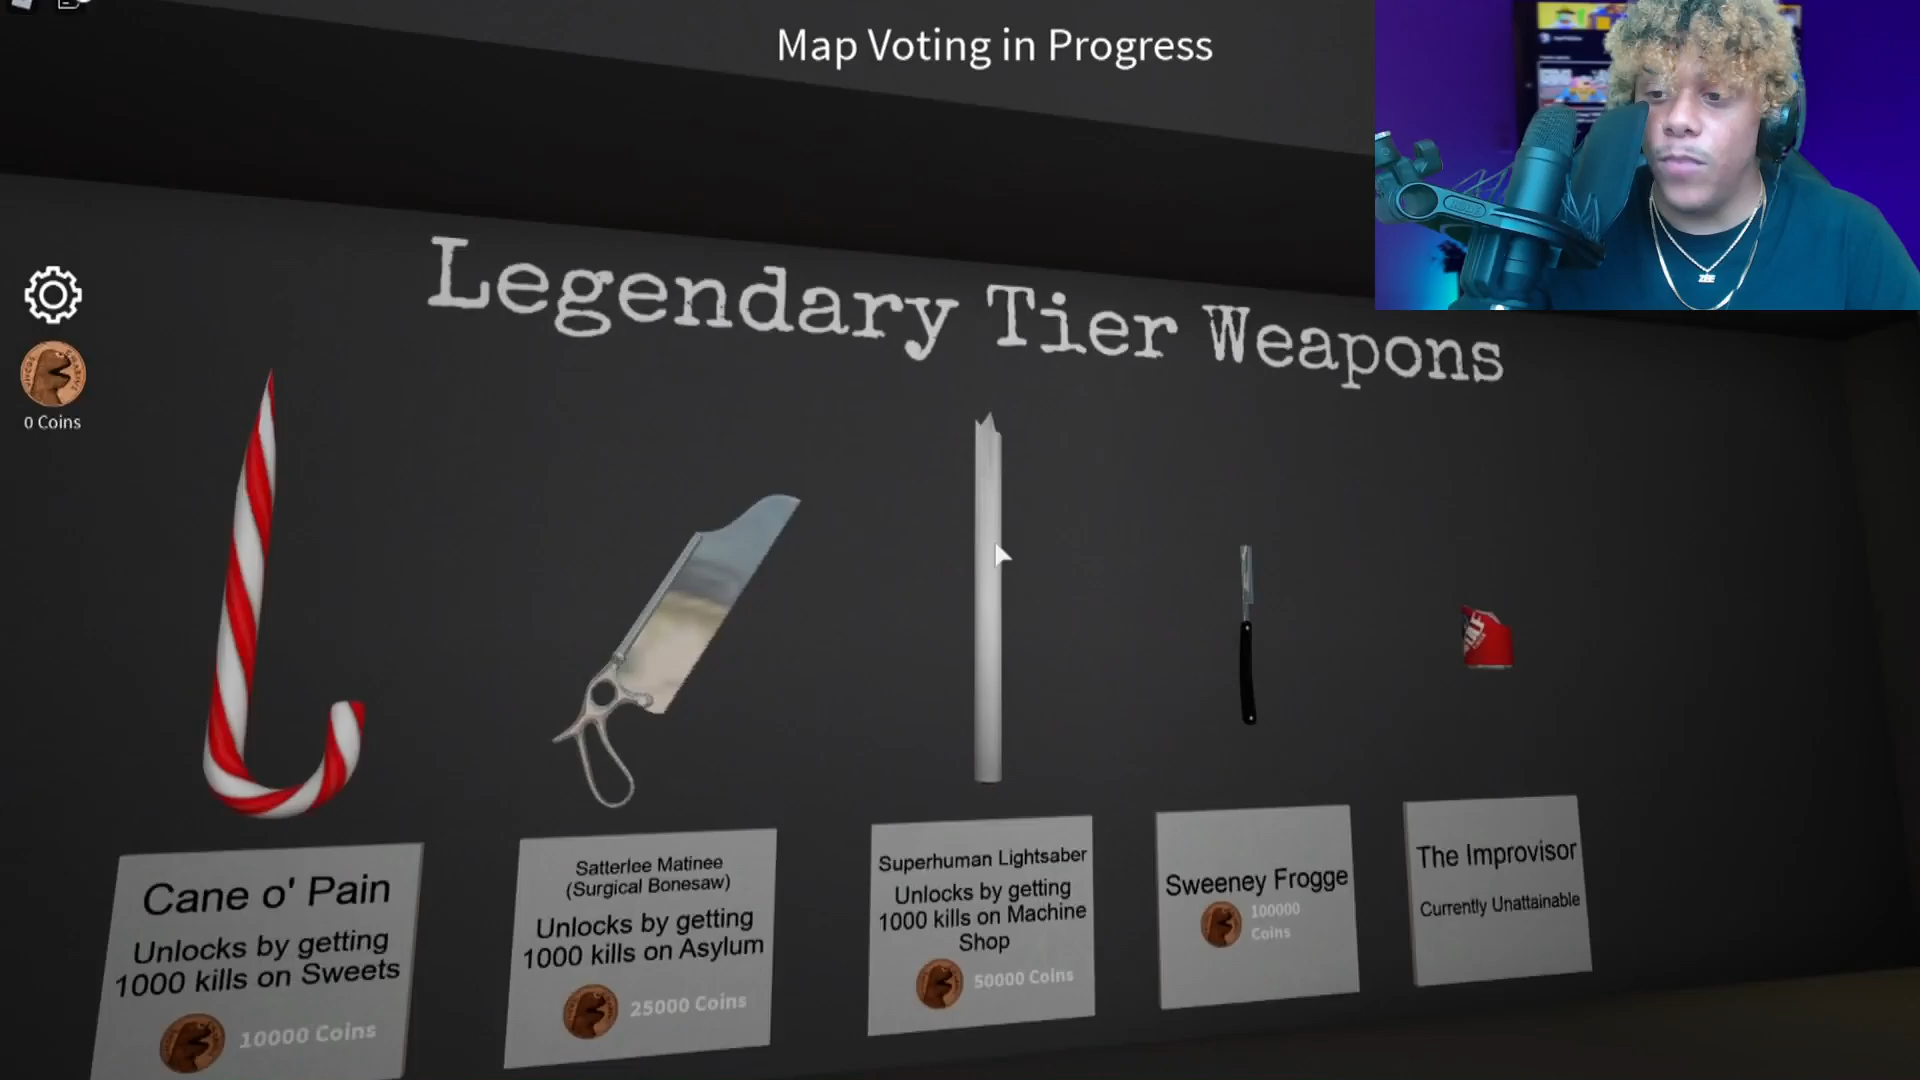 Map Voting in Progress
Legendary Tier Weapons
0 Coins
Cane o' Pain
Unlocks by getting
1000 kills on Sweets
10000 Coins
Satterlee Matinee
(Surgical Bonesaw)
Unlocks by getting
1000 kills on Asylum
25000 Coins
Superhuman Lightsaber
Unlocks by getting
1000 kills on Machine
Shop
50000 Coins
Sweeney Frogge
100000
Coins
The Improvisor
Currently Unattainable